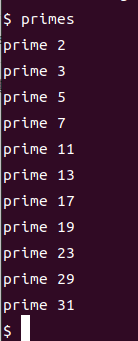 $ primes
prime 2
prime 3
prime 5
prime 7
prime 11
prime 13
prime 17
prime 19
prime 23
prime 29
prime 31
$